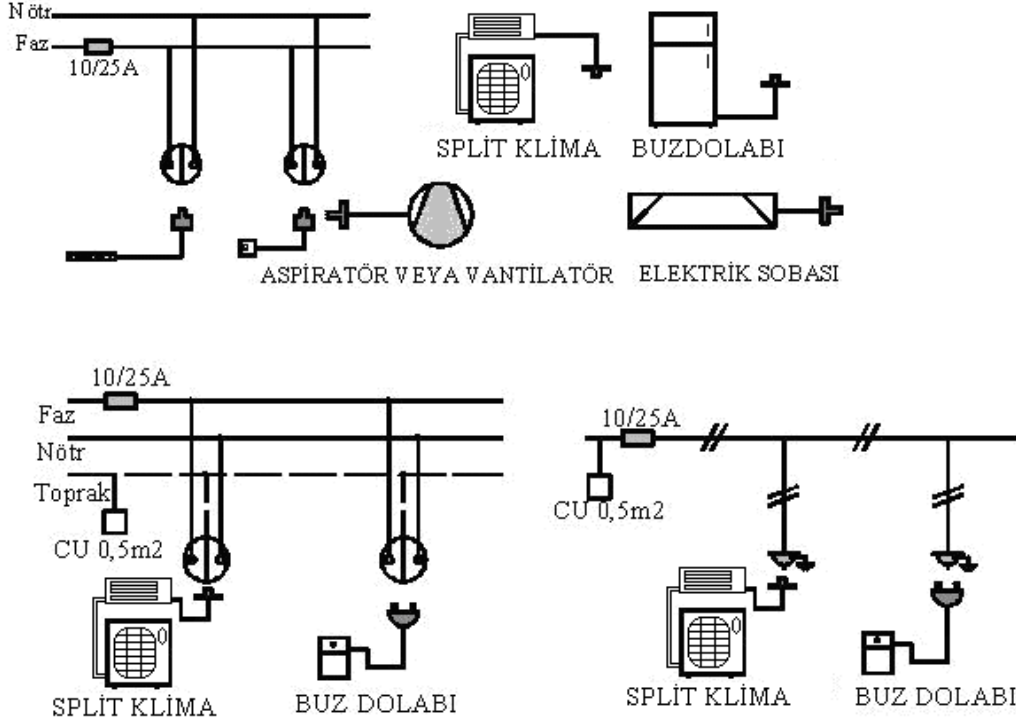 Nötr
Faz
10/25A
SPLİT KLİMA
BUZDOLABI
ASPİRATÖR VEYA VANTİLATÖR
ELEKTRİK SOBASI
10/25A
Faz
Nötr
Toprak
CU 0,5m2
SPLİT KLİMA
BUZ DOLABI
10/25A
CU 0,5m2
SPLİT KLİMA
BUZ DOLABI